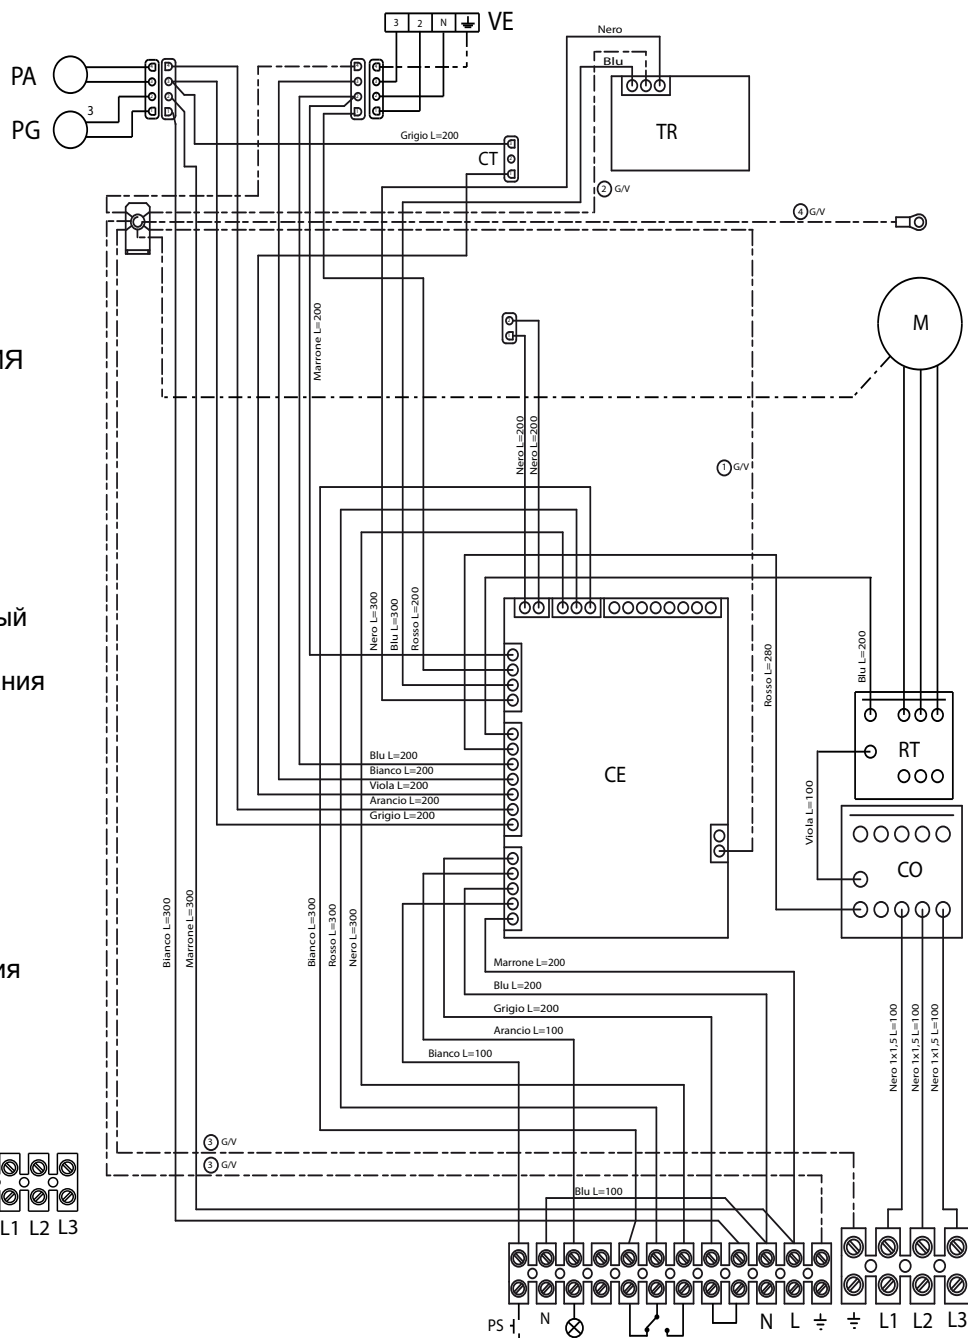 3 2 N VE
Nero
Blu
PA
PG
3
TR
Grigio L=200
CT
2 G/V
4 G/V
Marrone L=200
M
ия
Nero L=200
Nero L=200
1 G/V
Nero L=300
Blu L=300
Rosso L=200
ый
ния
Rosso L=280
Blu L=200
RT
Blu L=200
Bianco L=200
Viola L=200
Arancio L=200
Grigio L=200
CE
Viola L=100
CO
Bianco L=300
Marrone L=300
Bianco L=300
Rosso L=300
Nero L=300
ия
Marrone L=200
Blu L=200
Grigio L=200
Arancio L=100
Bianco L=100
Nero 1x1,5 L=100
Nero 1x1,5 L=100
Nero 1x1,5 L=100
3 G/V
3 G/V
Blu L=100
L1 L2 L3
PS N N L L1 L2 L3